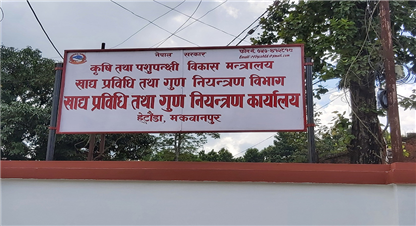 नेपाल सरकार
कृषि तथा पशुपन्छी विकास मन्त्रालय
खाद्य प्रविधि तथा गुण नियन्त्रण विभाग
खाद्य प्रविधि तथा गुण नियन्त्रण कार्यालय
हेटौंडा, मकवानपुर